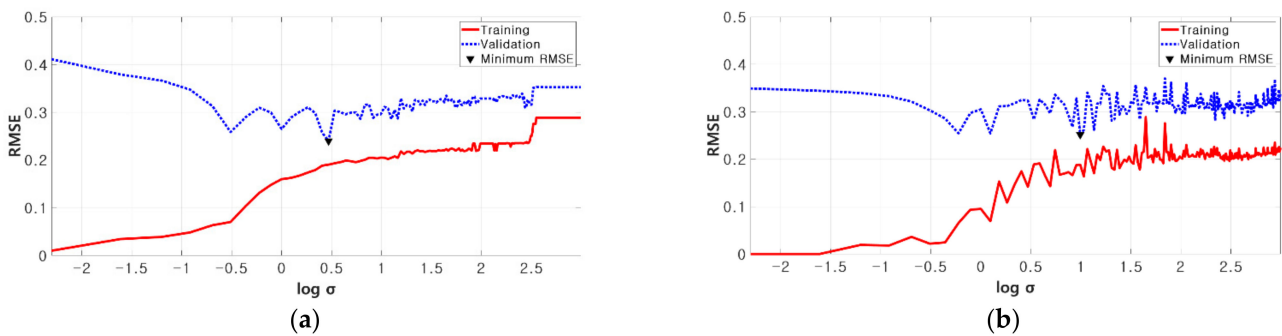 0.5
0.4
0.3
0.2
0.1
0
RMSE
-2 -1.5 -1 -0.5 0 0.5 1 1.5 2 2.5
log σ
Training
Validation
Minimum RMSE
(a)
0.5
0.4
0.3
0.2
0.1
0
RMSE
-2 -1.5 -1 -0.5 0 0.5 1 1.5 2 2.5
log σ
Training
Validation
Minimum RMSE
(b)